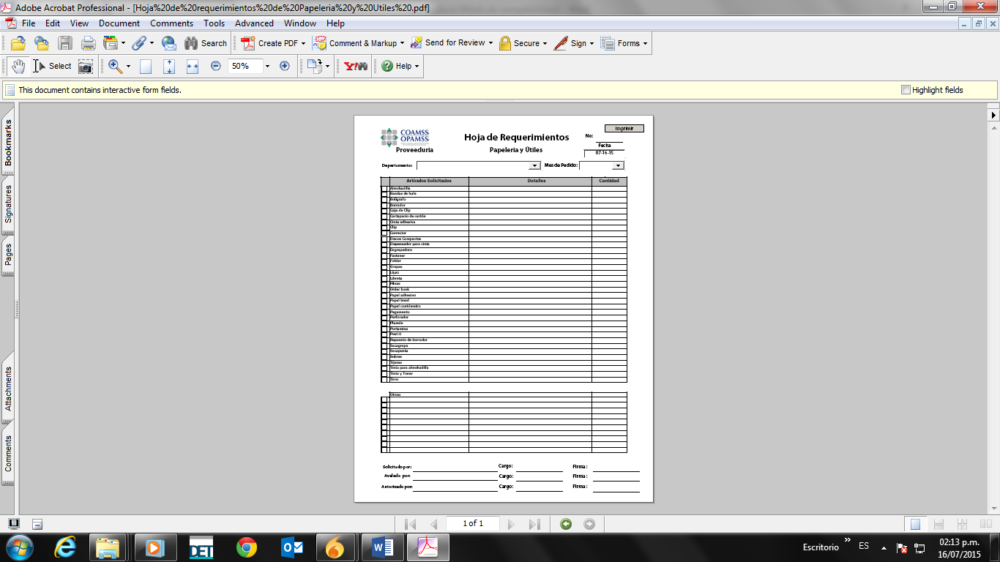 Adobe Acrobat Professional - [Hoja%20de%20requerimientos%20de%20Papeleria%20y%20Utiles%20.pdf]
File Edit View Document Comments Tools Advanced Window Help
Search Create PDF Comment & Markup Send for Review Secure Sign Forms
Select 50% Y! Help
This document contains interactive form fields. Highlight fields
Bookmarks
Signatures
Pages
Attachments
Comments
Imprimir
COAMSS
OPAMSS
Hoja de Requerimientos
No:
Fecha
Proveeduria
Papeleria y Útiles
07-16-15
Departamento: Mes de Pedido:
Articulos Solicitados Detalles Cantidad
Almohadilla
Bandas de hule
Bolígrafo
Borrador
Caja de Clip
Cartapacio de cartón
Cinta adhesiva
Clip
Corrector
Discos Compactos
Dispensador para cinta
Engrapadora
Fastener
Fólder
Grapas
Lápiz
Libreta
Minas
Order book
Papel adhesivo
Papel bond
Papel contómetro
Pegamento
Perforador
Plumón
Portamina
Post it
Repuesto de borrador
Sacagrapa
Sacapunta
Sobres
Tijeras
Tinta para almohadilla
Tinta y Toner
Tirro
Otros
Solicitado por: Cargo: Firma :
Avalado por: Cargo: Firma :
Autorizado por: Cargo: Firma :
1 of 1
DETI
Escritorio » ES 02:13 p.m.
16/07/2015